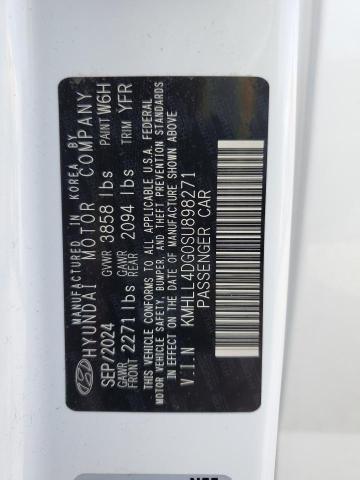 MANUFACTURED IN KOREA BY
HYUNDAI MOTOR COMPANY
SEP/2024 GVWR 3858 lbs PAINT W6H
GAWR FRONT 2271 lbs GAWR REAR 2094 lbs TRIM YFR
THIS VEHICLE CONFORMS TO ALL APPLICABLE U.S.A. FEDERAL
MOTOR VEHICLE SAFETY, BUMPER, AND THEFT PREVENTION STANDARDS
IN EFFECT ON THE DATE OF MANUFACTURE SHOWN ABOVE.
V.I.N KMHLL4DG0SU898271
PASSENGER CAR